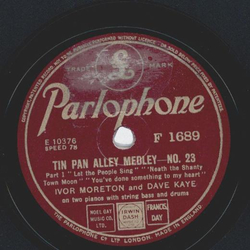 TRADE MARK
Parlophone
E 10376
SPEED 78
F 1689
TIN PAN ALLEY MEDLEY—NO. 23
Part 1 "Let the People Sing" "Neath the Shanty
Town Moon" "You've done something to my heart"
IVOR MORETON and DAVE KAYE
on two pianos with string bass and drums
NOEL GAY
MUSIC CO.
LTD.
IRWIN
DASH
FRANCIS
DAY
THE PARLOPHONE CO LTD. LONDON.
MADE IN ENGLAND